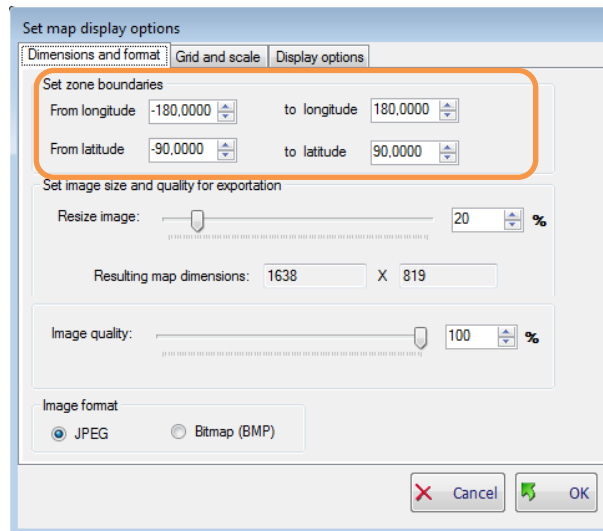 Set map display options
Dimensions and format Grid and scale Display options
Set zone boundaries
From longitude -180,0000 to longitude 180,0000
From latitude -90,0000 to latitude 90,0000
Set image size and quality for exportation
Resize image: 20 %
Resulting map dimensions: 1638 X 819
Image quality: 100 %
Image format
JPEG Bitmap (BMP)
Cancel OK